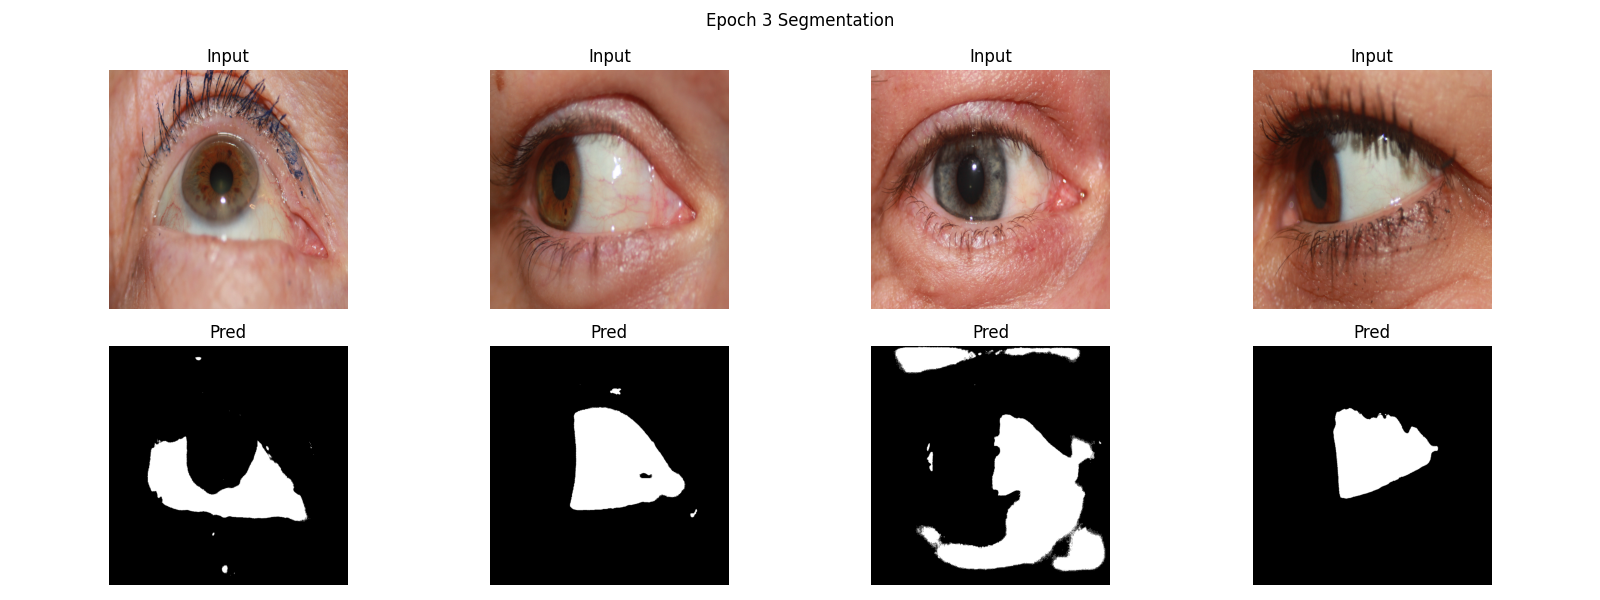 Epoch 3 Segmentation
Input Input Input Input
Pred Pred Pred Pred